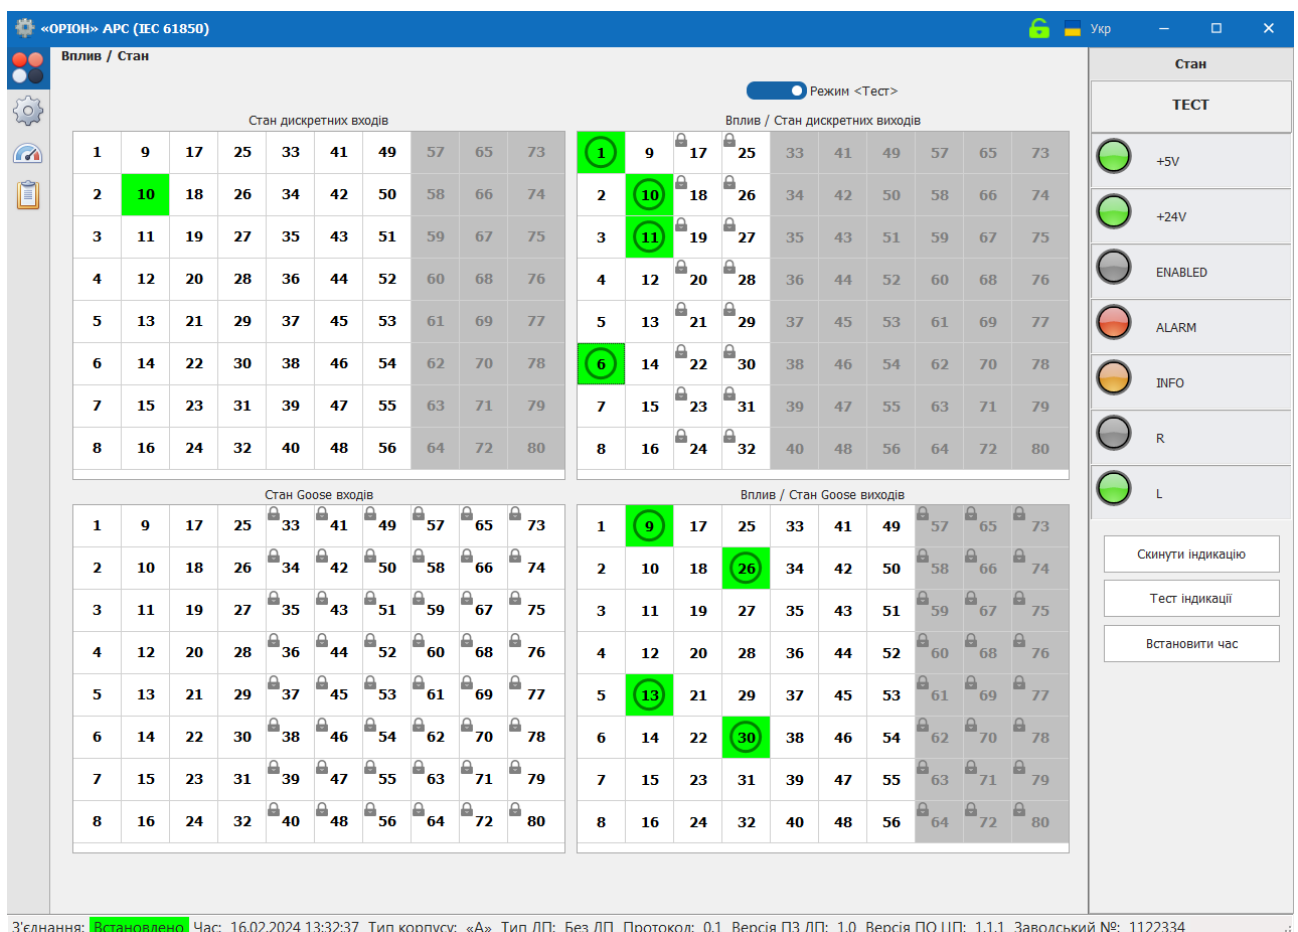 «ОРІОН» АРС (IEC 61850) Укр
Вплив / Стан
Режим <Тест>
Стан дискретних входів
1 9 17 25 33 41 49 57 65 73
2 10 18 26 34 42 50 58 66 74
3 11 19 27 35 43 51 59 67 75
4 12 20 28 36 44 52 60 68 76
5 13 21 29 37 45 53 61 69 77
6 14 22 30 38 46 54 62 70 78
7 15 23 31 39 47 55 63 71 79
8 16 24 32 40 48 56 64 72 80
Вплив / Стан дискретних виходів
1 9 17 25 33 41 49 57 65 73
2 10 18 26 34 42 50 58 66 74
3 11 19 27 35 43 51 59 67 75
4 12 20 28 36 44 52 60 68 76
5 13 21 29 37 45 53 61 69 77
6 14 22 30 38 46 54 62 70 78
7 15 23 31 39 47 55 63 71 79
8 16 24 32 40 48 56 64 72 80
Стан Goose входів
1 9 17 25 33 41 49 57 65 73
2 10 18 26 34 42 50 58 66 74
3 11 19 27 35 43 51 59 67 75
4 12 20 28 36 44 52 60 68 76
5 13 21 29 37 45 53 61 69 77
6 14 22 30 38 46 54 62 70 78
7 15 23 31 39 47 55 63 71 79
8 16 24 32 40 48 56 64 72 80
Вплив / Стан Goose виходів
1 9 17 25 33 41 49 57 65 73
2 10 18 26 34 42 50 58 66 74
3 11 19 27 35 43 51 59 67 75
4 12 20 28 36 44 52 60 68 76
5 13 21 29 37 45 53 61 69 77
6 14 22 30 38 46 54 62 70 78
7 15 23 31 39 47 55 63 71 79
8 16 24 32 40 48 56 64 72 80
Стан
ТЕСТ
+5V
+24V
ENABLED
ALARM
INFO
R
L
Скинути індикацію
Тест індикації
Встановити час
З'єднання: Встановлено Час: 16.02.2024 13:32:37 Тип корпусу: «А» Тип ЛП: Без ЛП Протокол: 0.1 Версія ПЗ ЛП: 1.0 Версія ПО ЦП: 1.1.1 Заводський №: 1122334